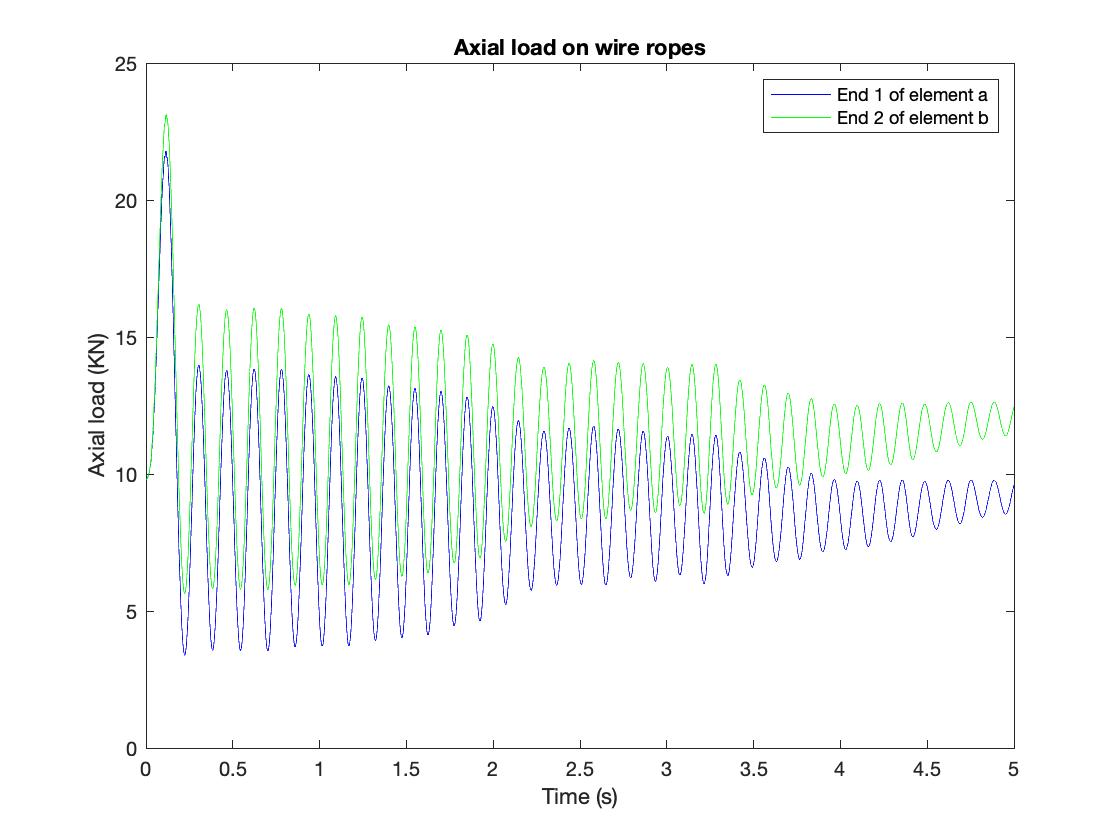 Axial load on wire ropes
End 1 of element a
End 2 of element b
Axial load (KN)
25
20
15
10
5
0
0 0.5 1 1.5 2 2.5 3 3.5 4 4.5 5
Time (s)